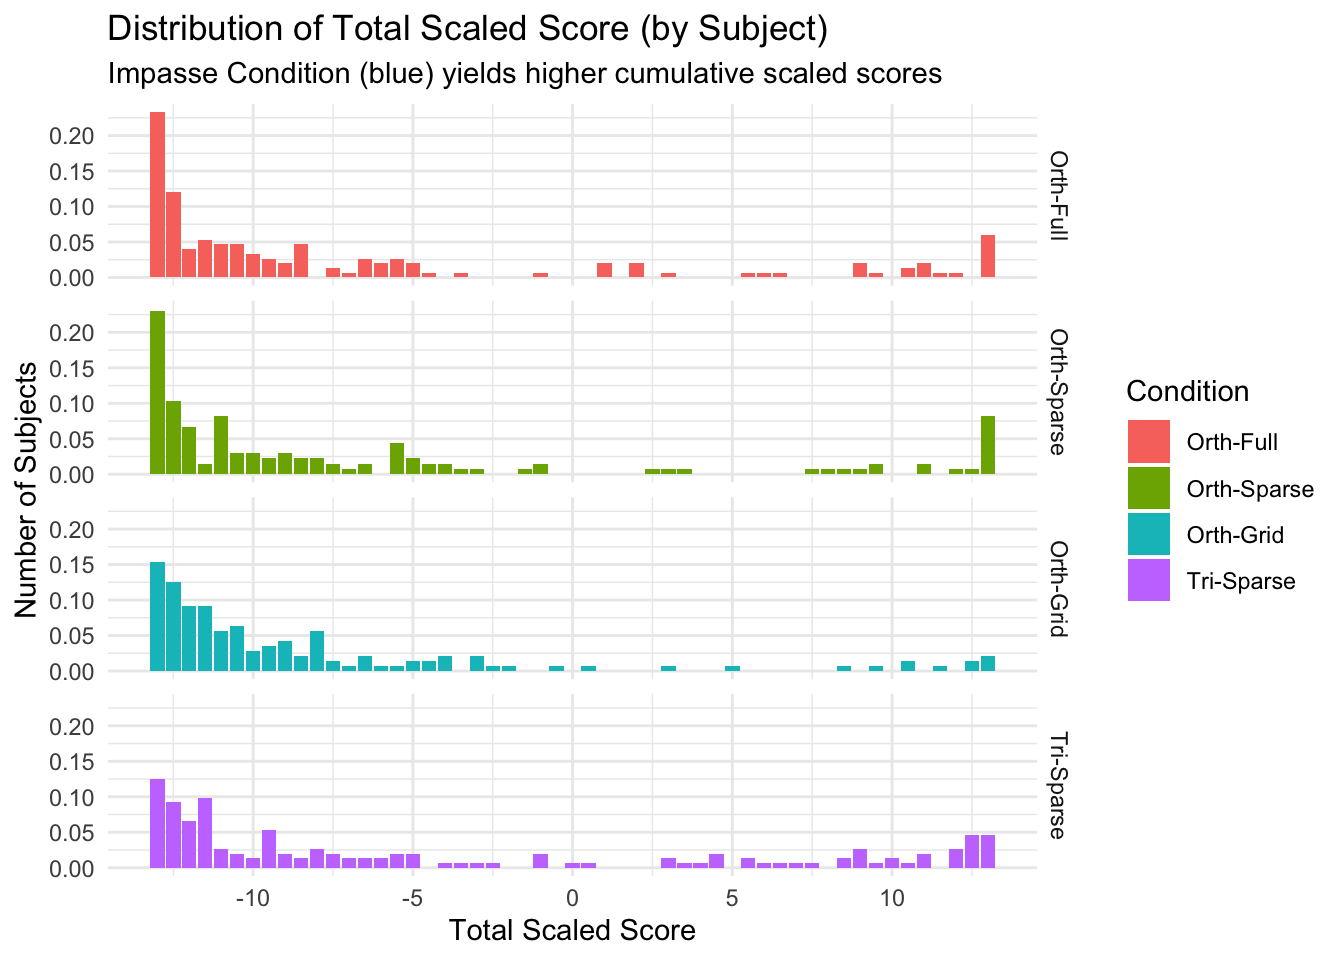 Distribution of Total Scaled Score (by Subject)
Impasse Condition (blue) yields higher cumulative scaled scores
Number of Subjects
0.20
0.15
0.10
0.05
0.00
Orth-Full
0.20
0.15
0.10
0.05
0.00
Orth-Sparse
0.20
0.15
0.10
0.05
0.00
Orth-Grid
0.20
0.15
0.10
0.05
0.00
Tri-Sparse
-10 -5 0 5 10
Total Scaled Score
Condition
Orth-Full
Orth-Sparse
Orth-Grid
Tri-Sparse